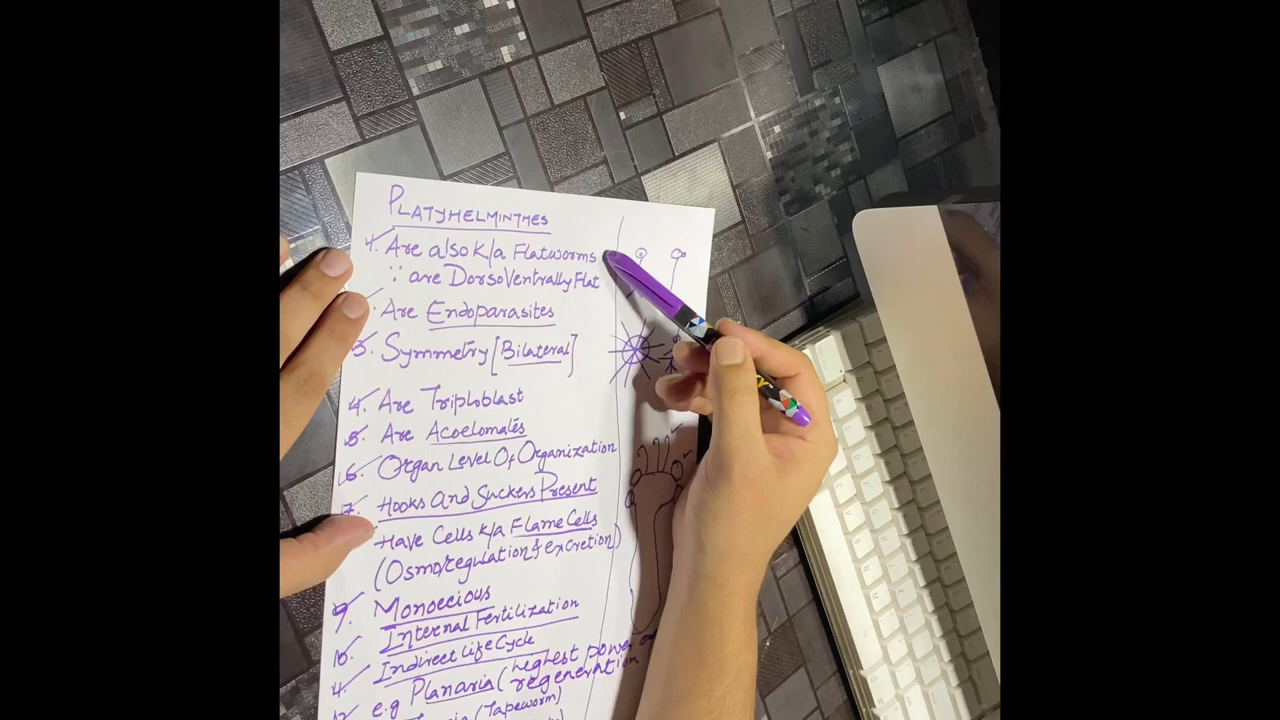 PLATYHELMINTHES
1. Are also k/a Flatworms
∵ are DorsoVentrally Flat
Are Endoparasites
3. Symmetry [Bilateral]
4. Are Triploblast
5. Are Acoelomates
6. Organ Level Of Organization
7. Hooks And Suckers Present
Have Cells k/a Flame Cells
(Osmoregulation & excretion)
9. Monoecious
10. Internal Fertilization
11. Indirect Life Cycle
12. e.g Planaria (highest power
regeneration
(Tapeworm)